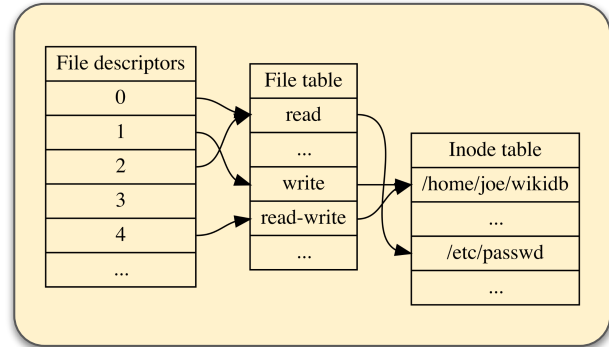 File descriptors
0
1
2
3
4
...
File table
read
...
write
read-write
...
Inode table
/home/joe/wikidb
...
/etc/passwd
...